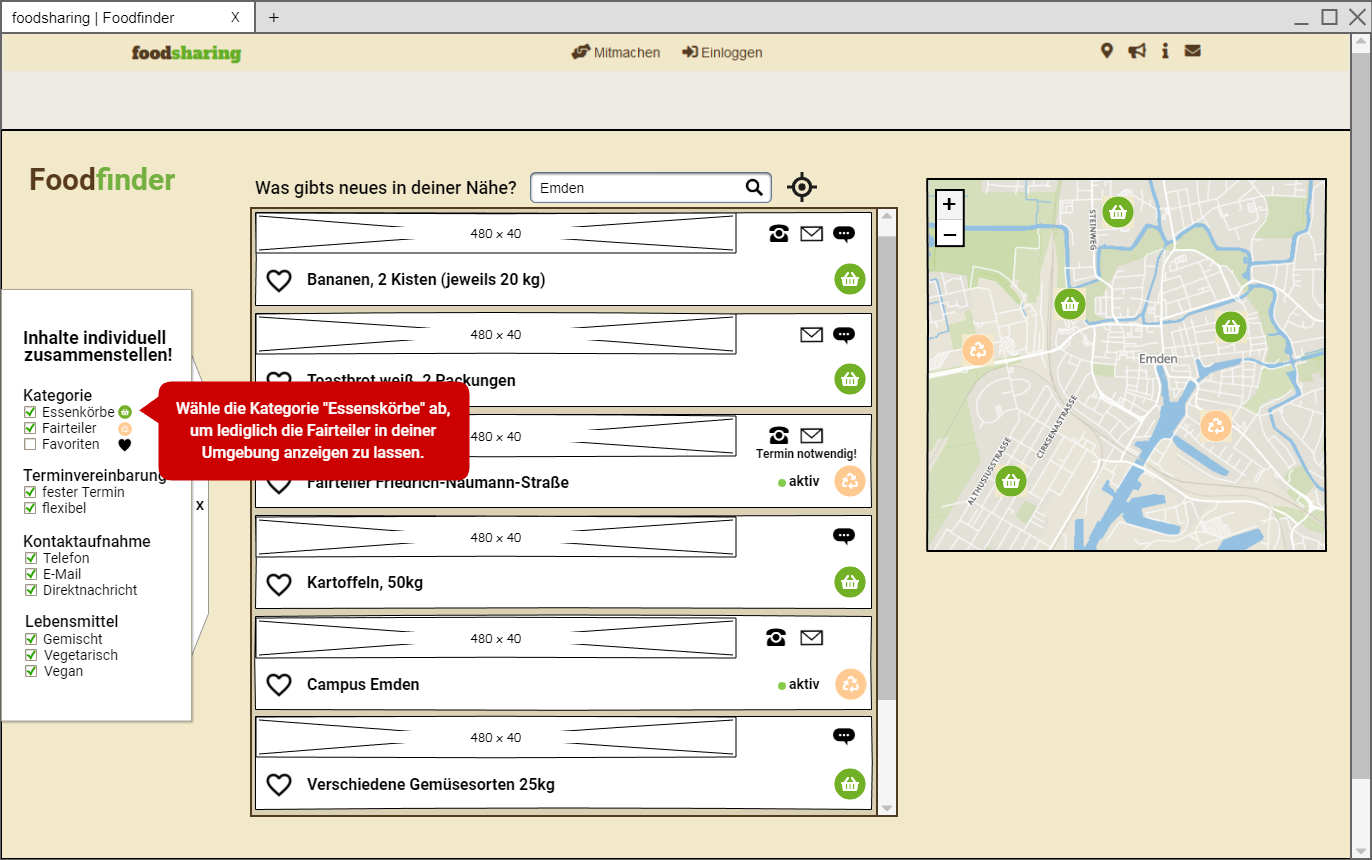 foodsharing | Foodfinder
X
+
foodsharing
Mitmachen
Einloggen
Foodfinder
Was gibts neues in deiner Nähe?
Emden
Inhalte individuell
zusammenstellen!
Kategorie
Essenkörbe
Fairteiler
Favoriten
Terminvereinbarung
fester Termin
flexibel
Kontaktaufnahme
Telefon
E-Mail
Direktnachricht
Lebensmittel
Gemischt
Vegetarisch
Vegan
x
Wähle die Kategorie "Essenskörbe" ab,
um lediglich die Fairteiler in deiner
Umgebung anzeigen zu lassen.
480 x 40
Bananen, 2 Kisten (jeweils 20 kg)
480 x 40
Toastbrot weiß, 2 Packungen
480 x 40
Termin notwendig!
Fairteiler Friedrich-Naumann-Straße
aktiv
480 x 40
Kartoffeln, 50kg
480 x 40
Campus Emden
aktiv
480 x 40
Verschiedene Gemüsesorten 25kg
+
−
STEINWEG
Emden
CIRKSENASTRASSE
ALTHUSIUSSTRASSE